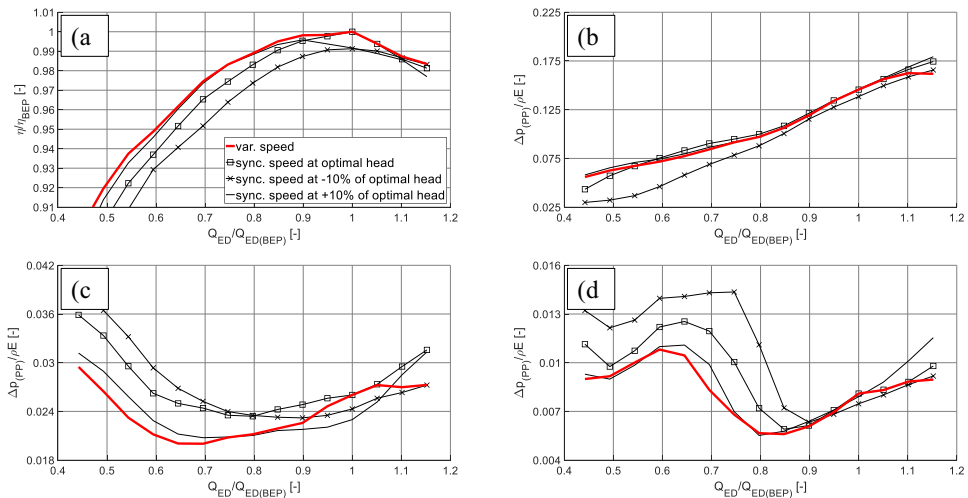 (a
1.01
1
0.99
0.98
0.97
0.96
0.95
0.94
0.93
0.92
0.91
η/η_BEP [-]
var. speed
sync. speed at optimal head
sync. speed at -10% of optimal head
sync. speed at +10% of optimal head
0.4 0.5 0.6 0.7 0.8 0.9 1 1.1 1.2
Q_ED/Q_ED(BEP) [-]
(b
0.225
0.175
0.125
0.075
0.025
Δp_(PP)/ρE [-]
0.4 0.5 0.6 0.7 0.8 0.9 1 1.1 1.2
Q_ED/Q_ED(BEP) [-]
(c
0.042
0.036
0.03
0.024
0.018
Δp_(PP)/ρE [-]
0.4 0.5 0.6 0.7 0.8 0.9 1 1.1 1.2
Q_ED/Q_ED(BEP) [-]
(d
0.016
0.013
0.01
0.007
0.004
Δp_(PP)/ρE [-]
0.4 0.5 0.6 0.7 0.8 0.9 1 1.1 1.2
Q_ED/Q_ED(BEP) [-]